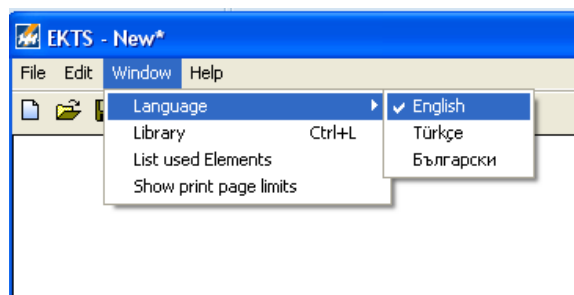 EKTS - New*
File Edit Window Help
Language English
Library Ctrl+L Türkçe
List used Elements Български
Show print page limits